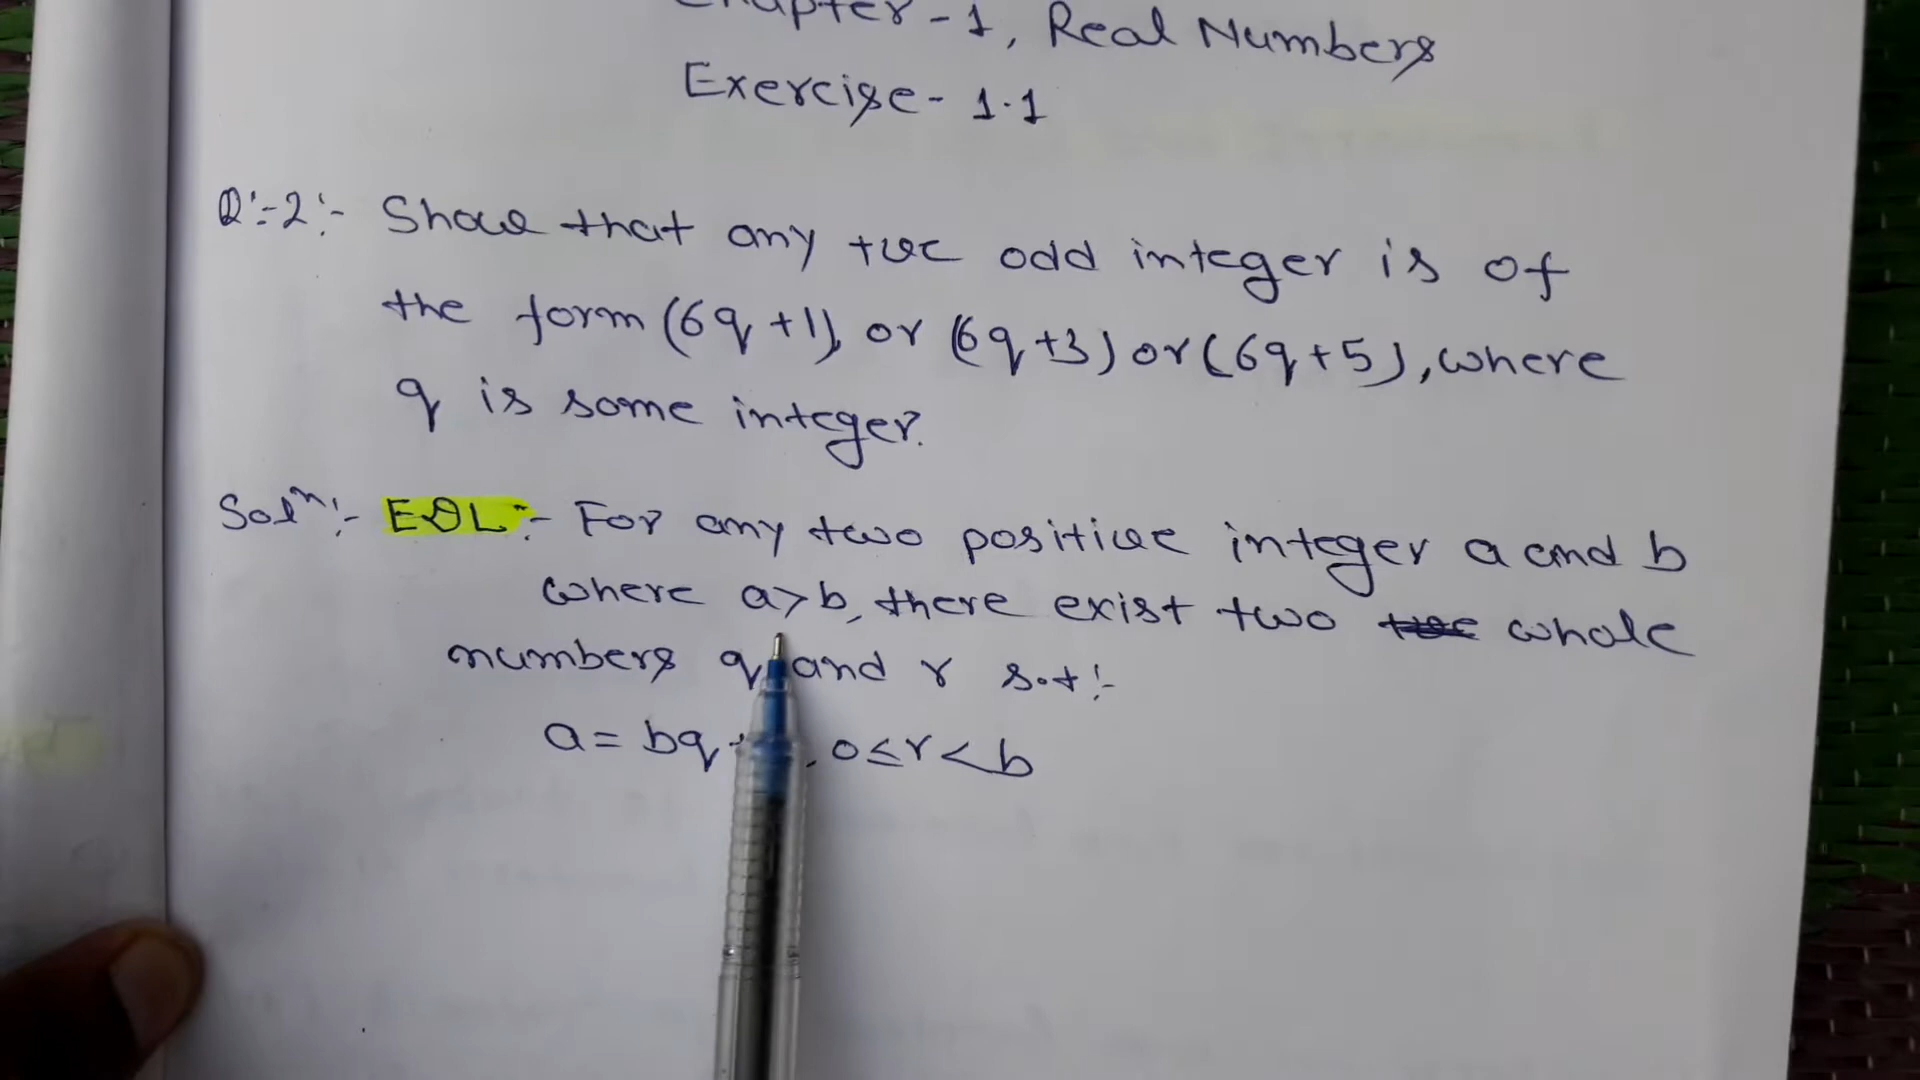 Chapter-1, Real Numbers
Exercise- 1.1
Q:-2:- Show that any +ve odd integer is of
the form (6q+1), or (6q+3) or (6q+5), where
q is some integer.
Solⁿ:- EDL:- For any two positive integer a and b
where a>b, there exist two whole
numbers q and r s.t:-
a = bq+ , 0≤r<b